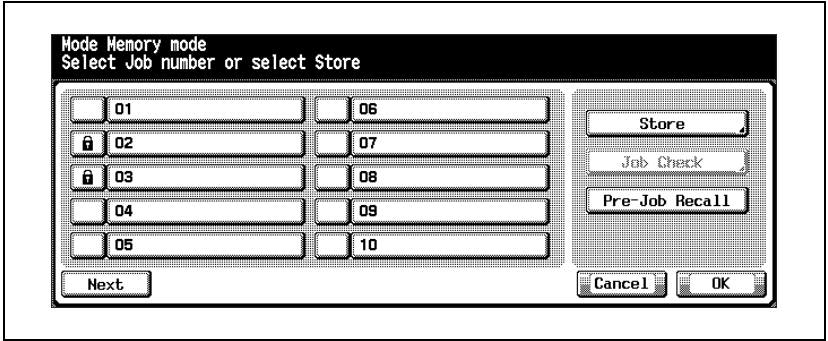 Mode Memory mode
Select Job number or select Store
01
02
03
04
05
06
07
08
09
10
Store
Job Check
Pre-Job Recall
Next
Cancel
OK